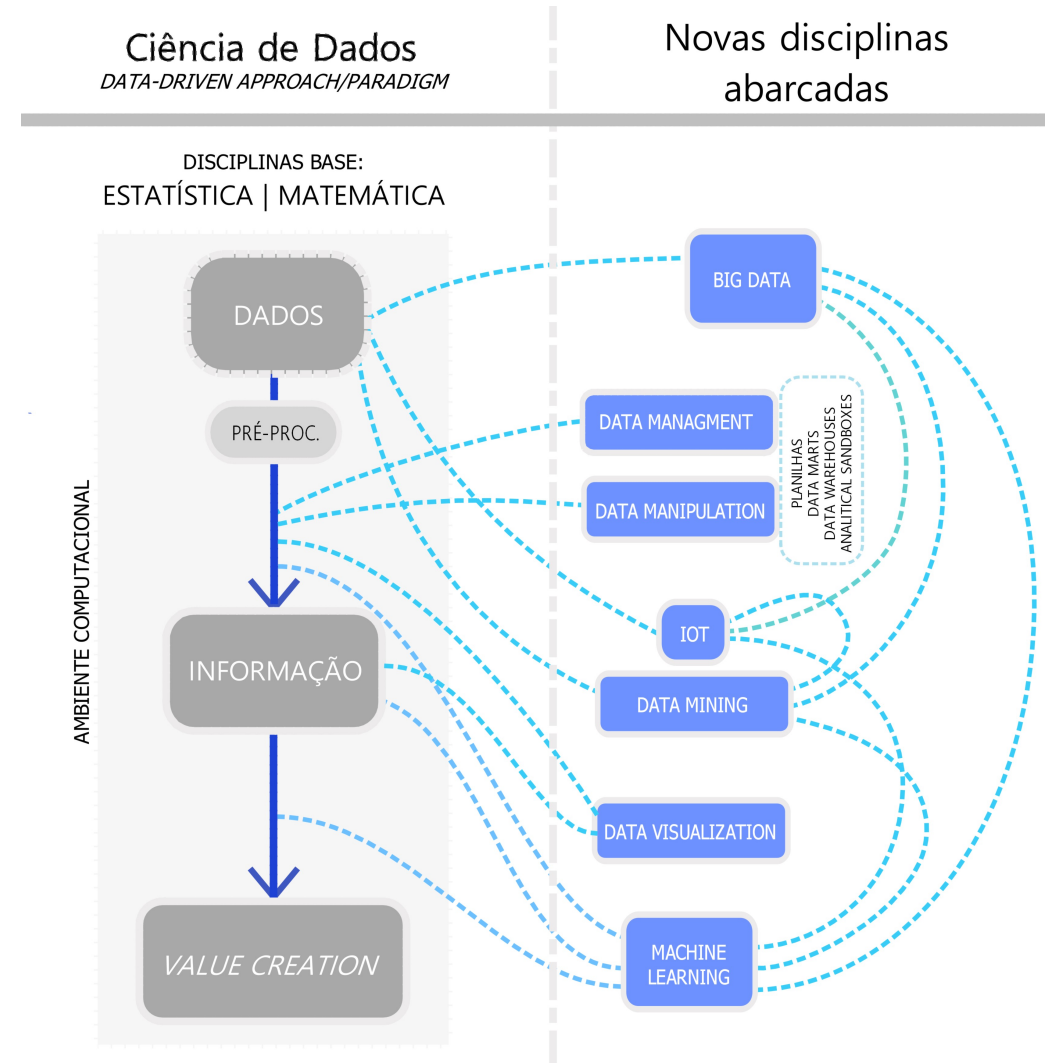 Ciência de Dados
DATA-DRIVEN APPROACH/PARADIGM
Novas disciplinas
abarcadas
DISCIPLINAS BASE:
ESTATÍSTICA | MATEMÁTICA
AMBIENTE COMPUTACIONAL
DADOS
PRÉ-PROC.
INFORMAÇÃO
VALUE CREATION
BIG DATA
DATA MANAGMENT
DATA MANIPULATION
PLANILHAS
DATA MARTS
DATA WAREHOUSES
ANALITICAL SANDBOXES
IOT
DATA MINING
DATA VISUALIZATION
MACHINE
LEARNING